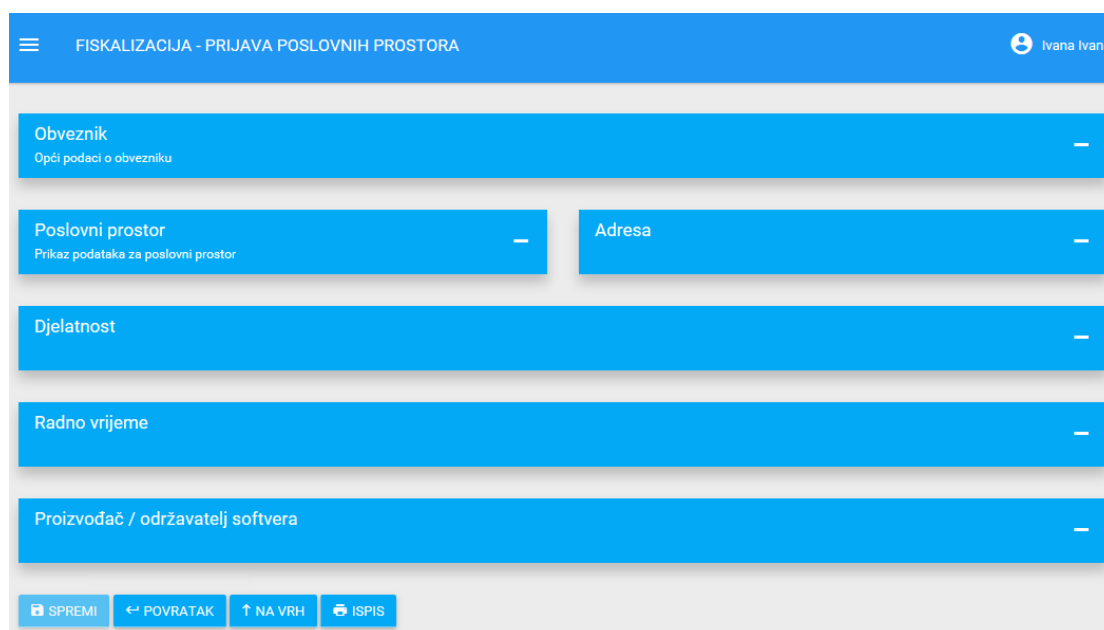 FISKALIZACIJA - PRIJAVA POSLOVNIH PROSTORA
Ivana Ivan
Obveznik
Opći podaci o obvezniku
Poslovni prostor
Prikaz podataka za poslovni prostor
Adresa
Djelatnost
Radno vrijeme
Proizvođač / održavatelj softvera
SPREMI POVRATAK NA VRH ISPIS